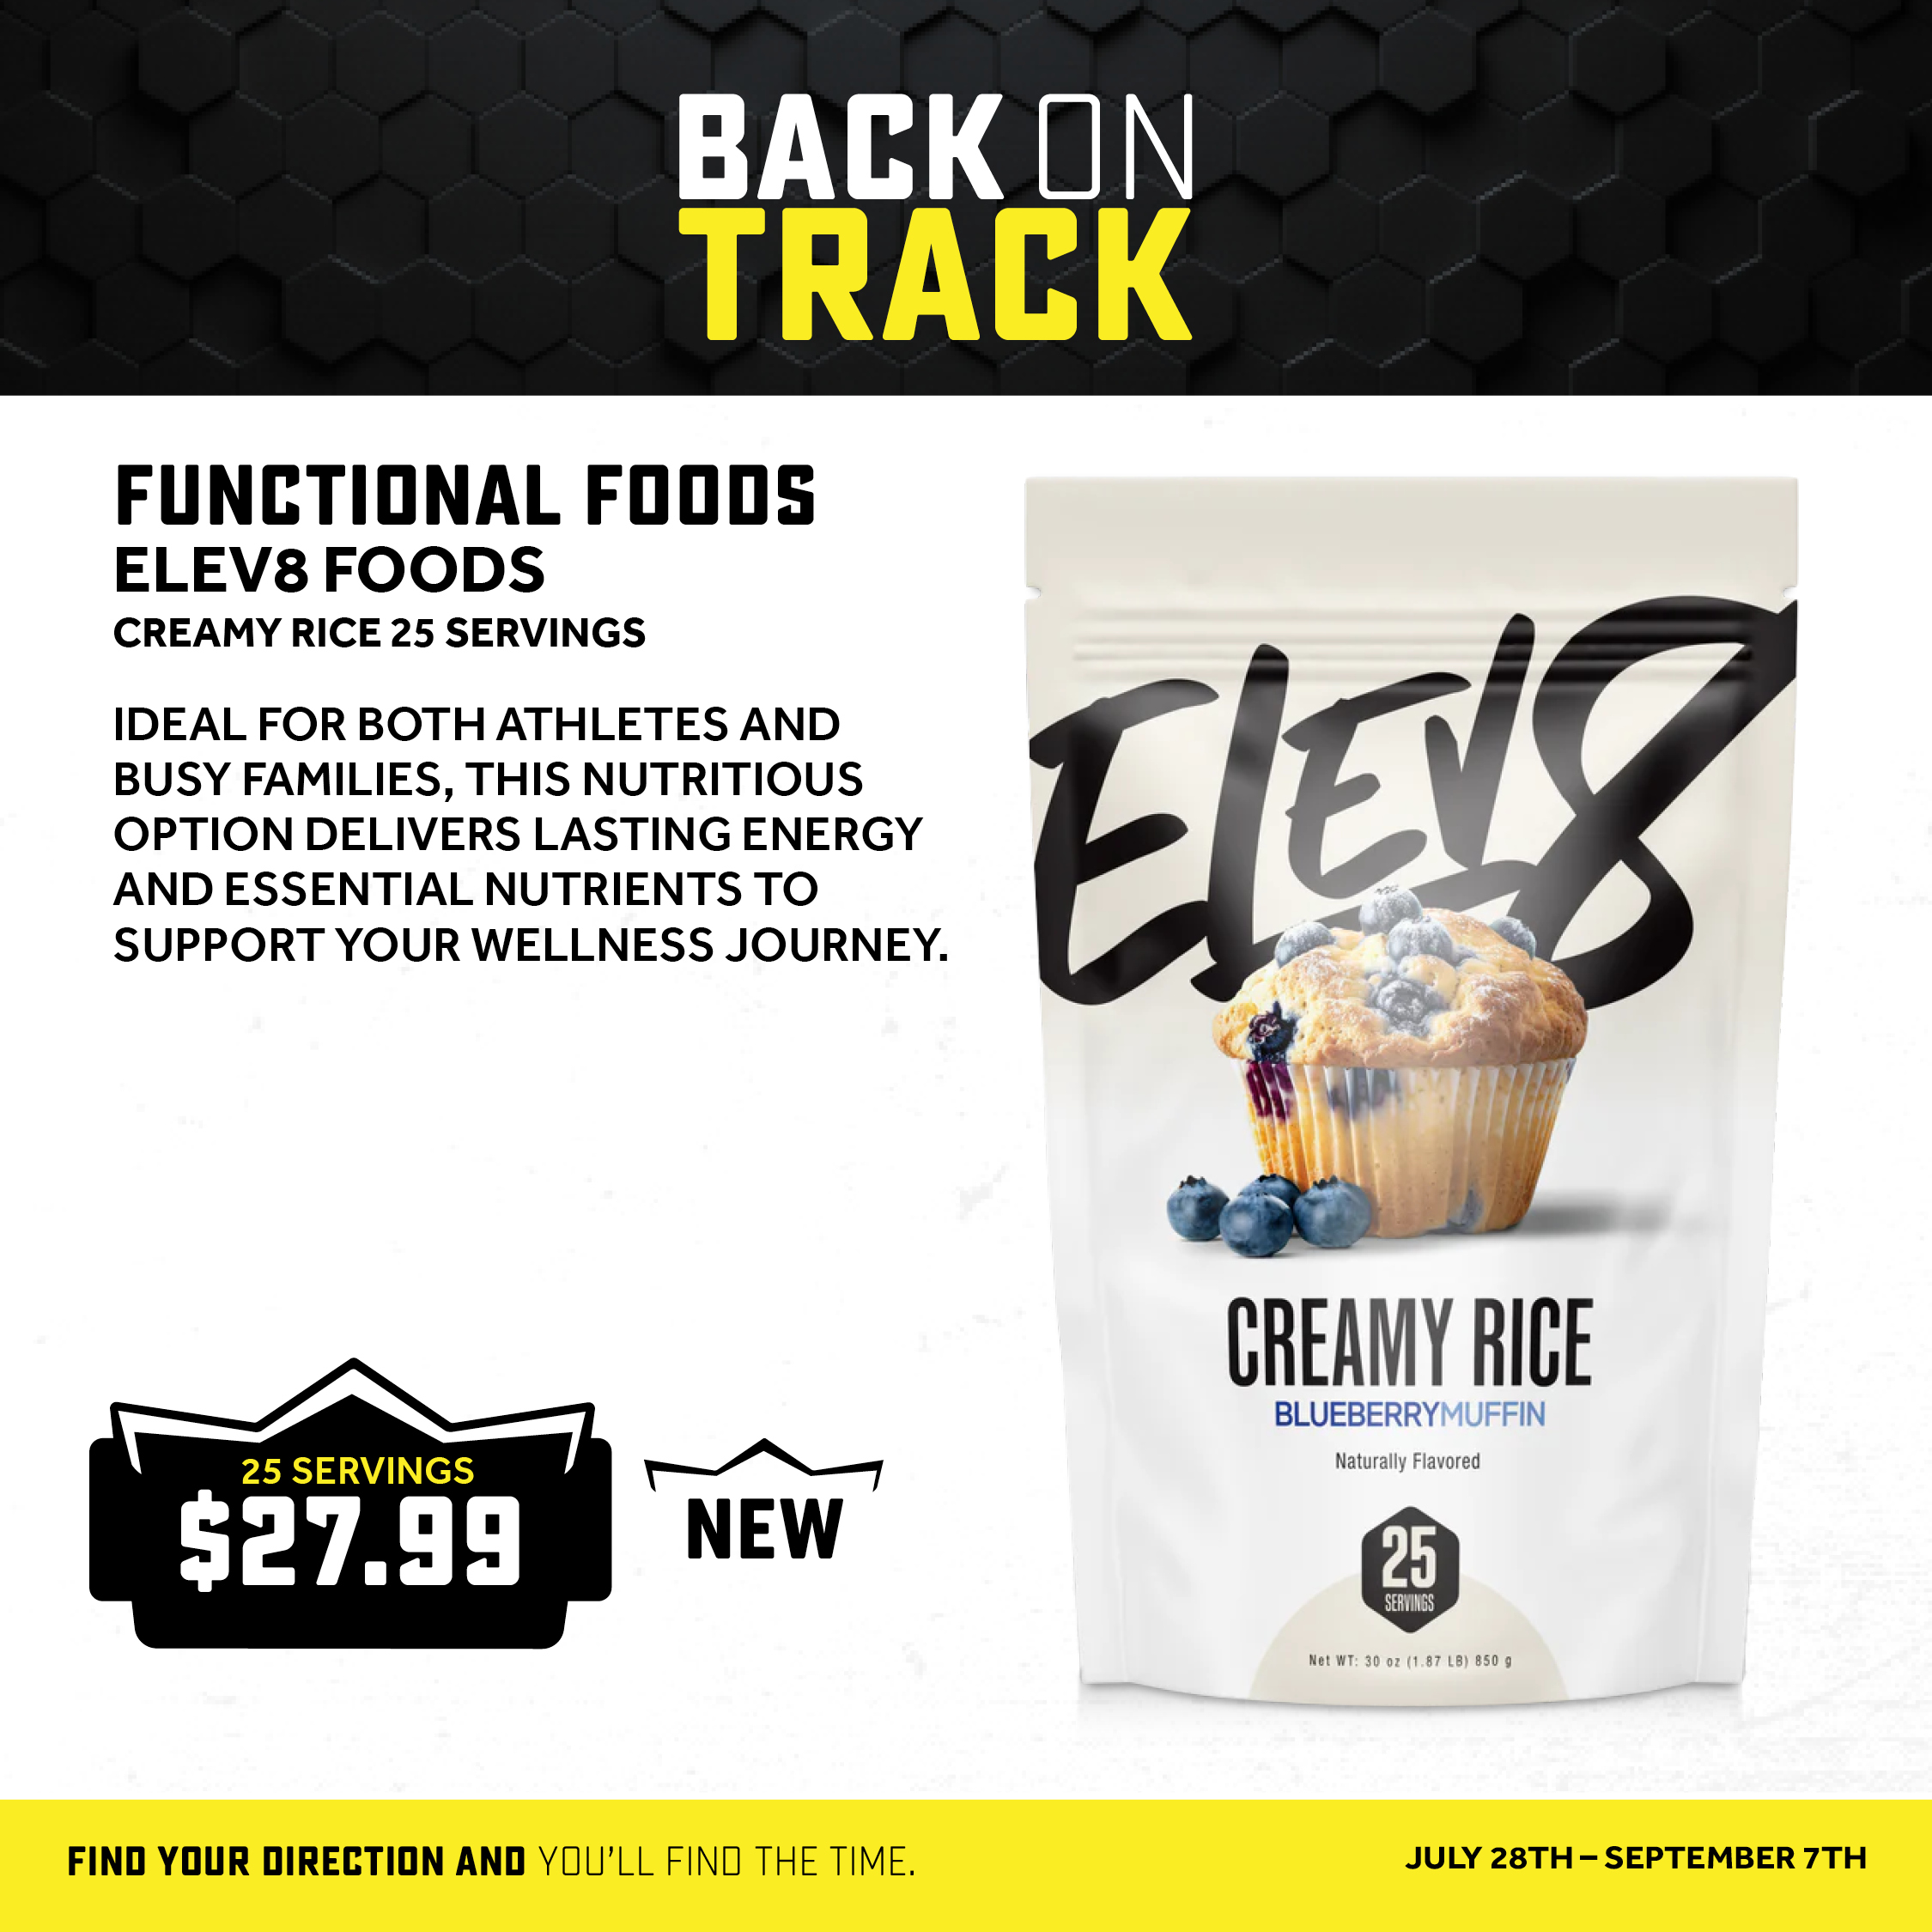 BACK ON
TRACK
FUNCTIONAL FOODS
ELEV8 FOODS
CREAMY RICE 25 SERVINGS
IDEAL FOR BOTH ATHLETES AND
BUSY FAMILIES, THIS NUTRITIOUS
OPTION DELIVERS LASTING ENERGY
AND ESSENTIAL NUTRIENTS TO
SUPPORT YOUR WELLNESS JOURNEY.
25 SERVINGS
$27.99
NEW
ELEV8
CREAMY RICE
BLUEBERRYMUFFIN
Naturally Flavored
25
SERVINGS
Net WT: 30 oz (1.87 LB) 850 g
FIND YOUR DIRECTION AND YOU'LL FIND THE TIME.
JULY 28TH – SEPTEMBER 7TH